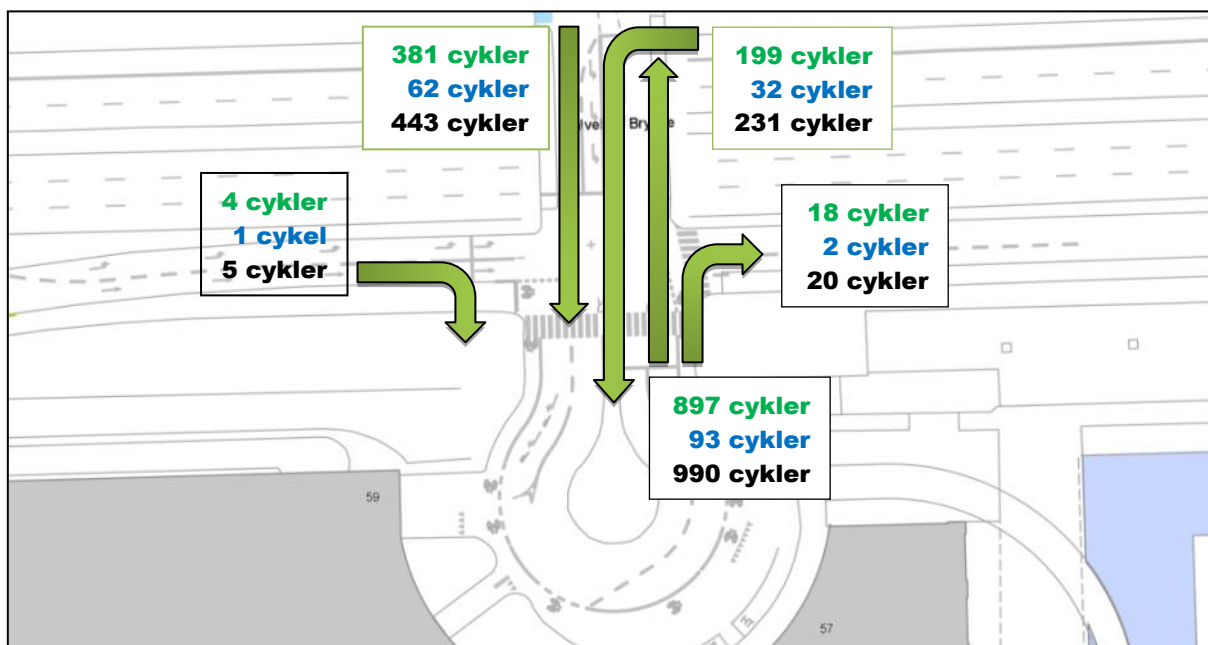 381 cykler
62 cykler
443 cykler
199 cykler
32 cykler
231 cykler
Brygge
4 cykler
1 cykel
5 cykler
18 cykler
2 cykler
20 cykler
897 cykler
93 cykler
990 cykler
59
57